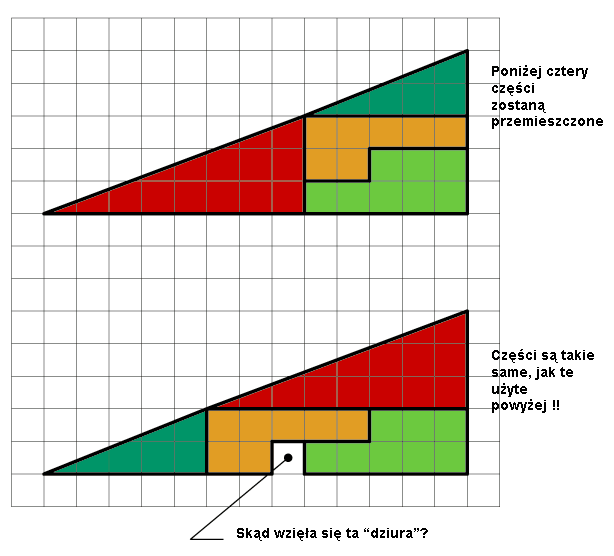 Poniżej cztery
części
zostaną
przemieszczone
Części są takie
same, jak te
użyte
powyżej !!
Skąd wzięła się ta “dziura”?